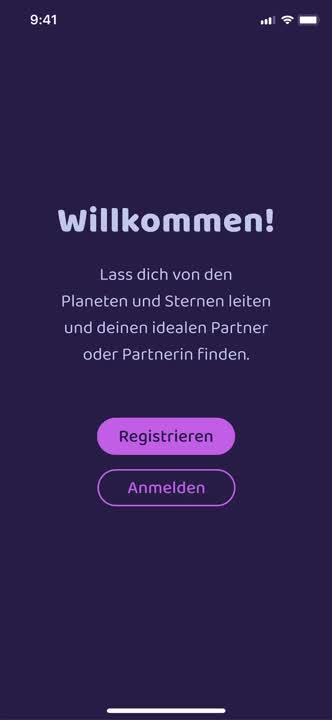 9:41
Willkommen!
Lass dich von den
Planeten und Sternen leiten
und deinen idealen Partner
oder Partnerin finden.
Registrieren
Anmelden